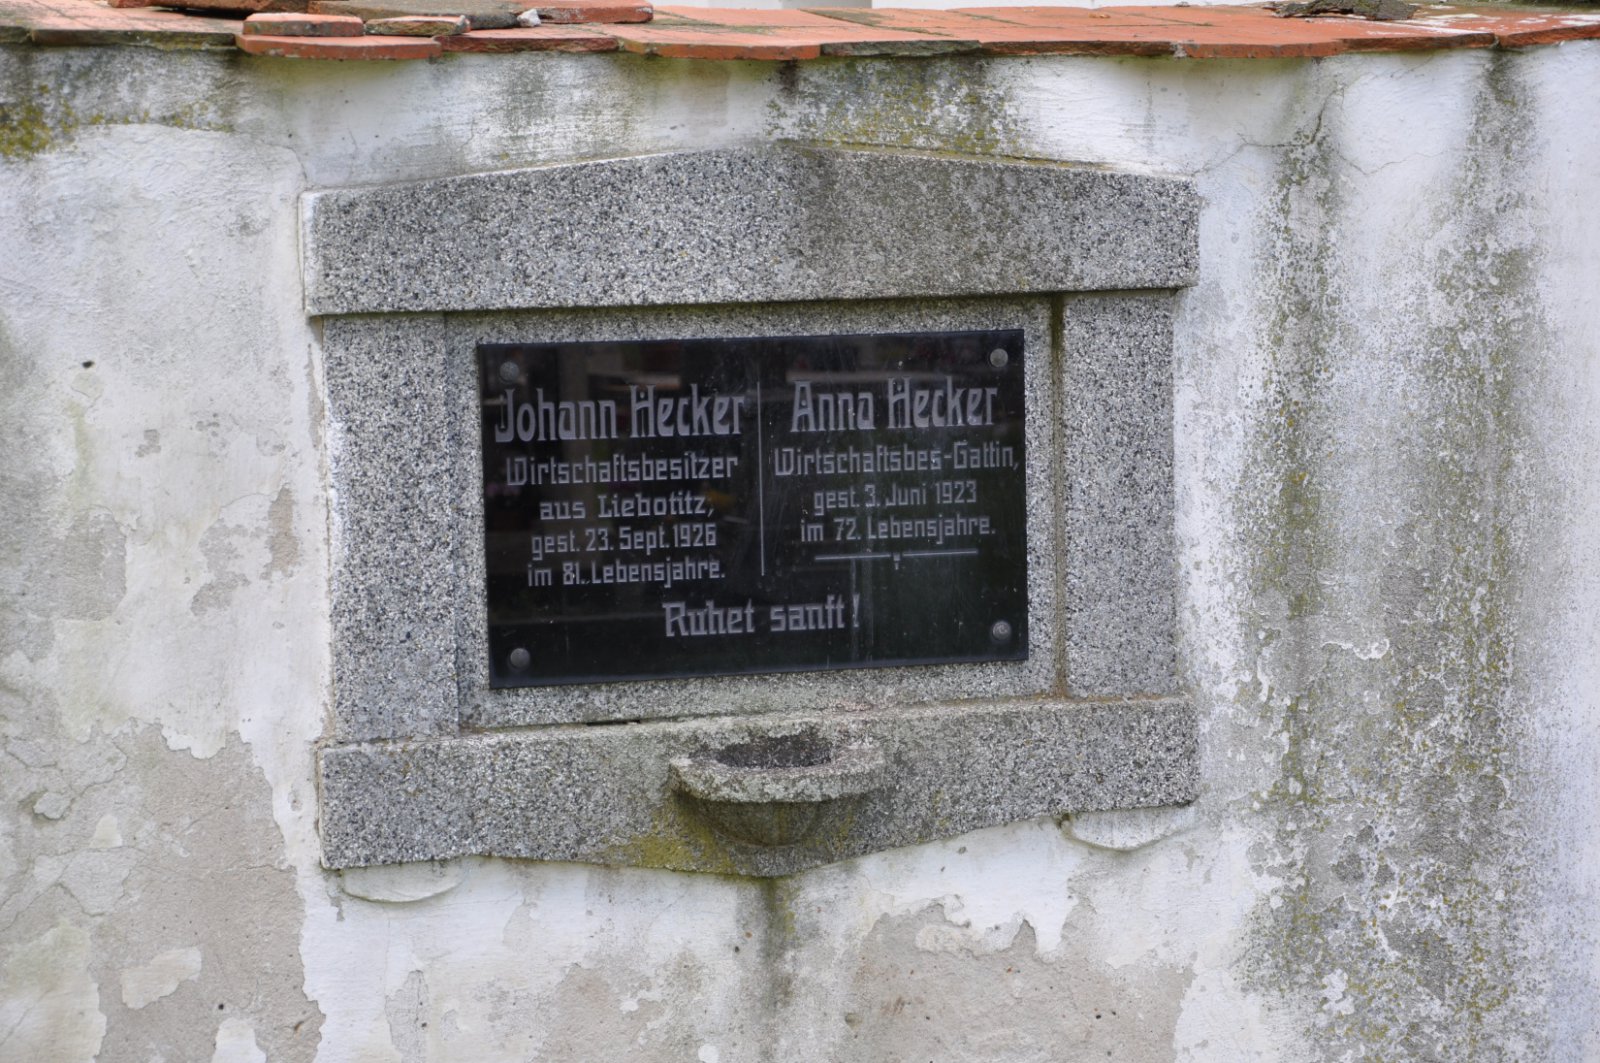 Johann Hecker
Wirtschaftsbesitzer
aus Liebotitz,
gest. 23. Sept. 1926
im 81. Lebensjahre.
Anna Hecker
Wirtschaftsbes-Gattin,
gest. 3. Juni 1923
im 72. Lebensjahre.
Ruhet sanft!